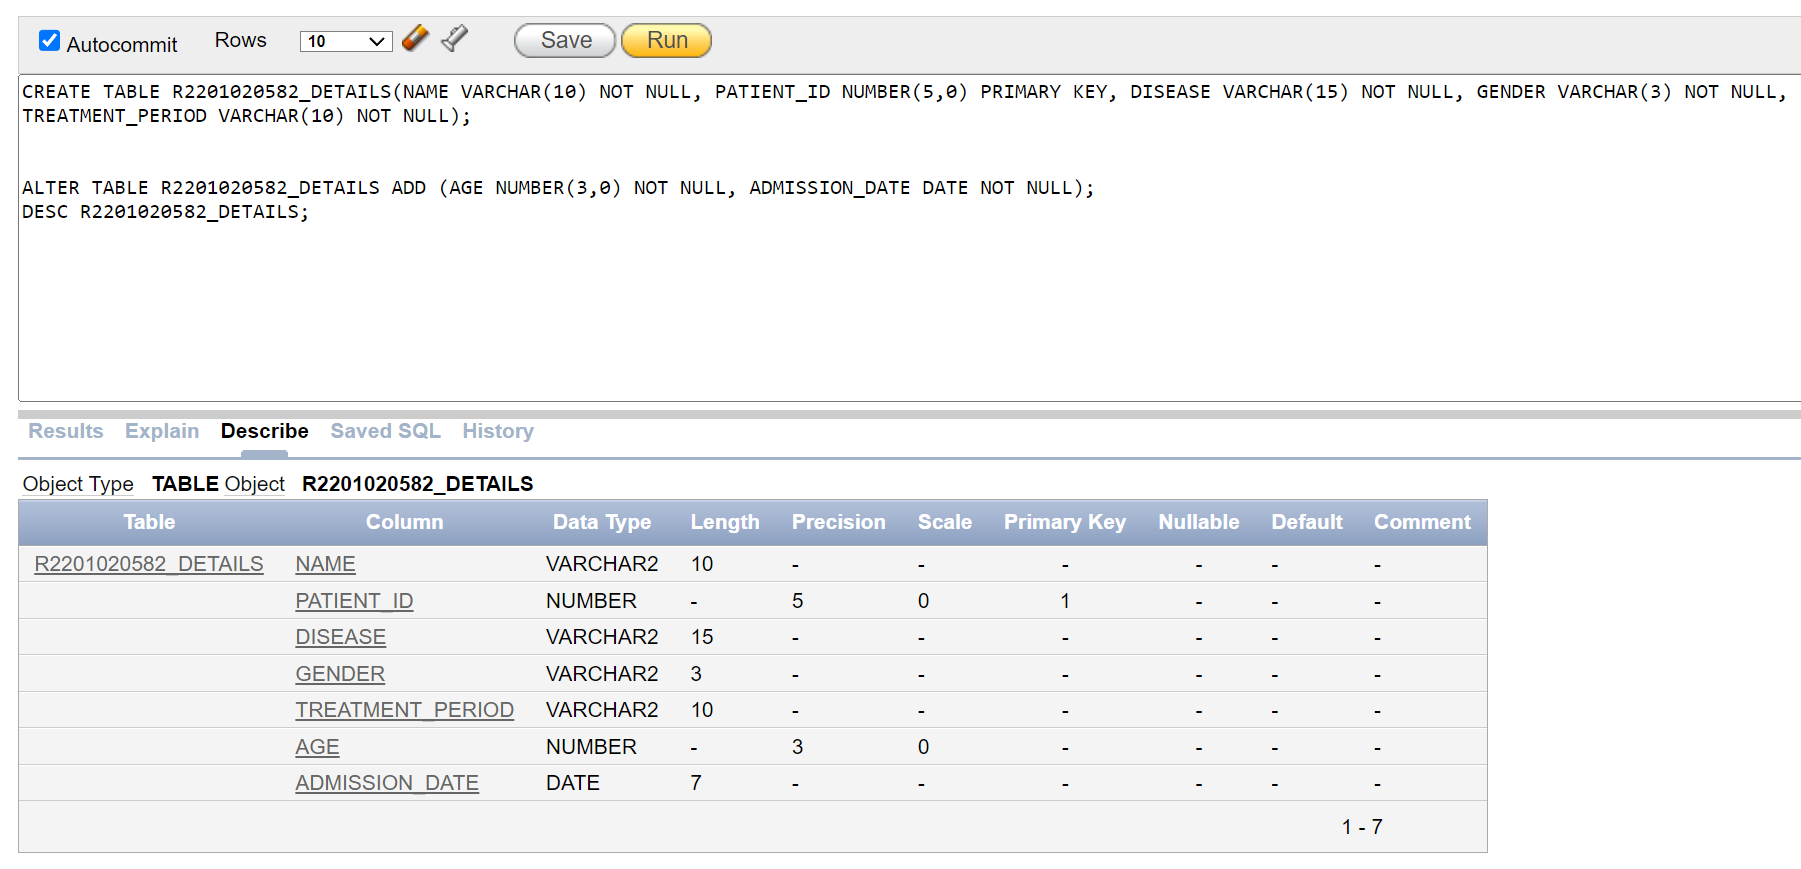 Autocommit Rows 10 Save Run
CREATE TABLE R2201020582_DETAILS(NAME VARCHAR(10) NOT NULL, PATIENT_ID NUMBER(5,0) PRIMARY KEY, DISEASE VARCHAR(15) NOT NULL, GENDER VARCHAR(3) NOT NULL,
TREATMENT_PERIOD VARCHAR(10) NOT NULL);
ALTER TABLE R2201020582_DETAILS ADD (AGE NUMBER(3,0) NOT NULL, ADMISSION_DATE DATE NOT NULL);
DESC R2201020582_DETAILS;
Results Explain Describe Saved SQL History
Object Type TABLE Object R2201020582_DETAILS
Table Column Data Type Length Precision Scale Primary Key Nullable Default Comment
R2201020582_DETAILS NAME VARCHAR2 10 - - - - - -
PATIENT_ID NUMBER - 5 0 1 - - -
DISEASE VARCHAR2 15 - - - - - -
GENDER VARCHAR2 3 - - - - - -
TREATMENT_PERIOD VARCHAR2 10 - - - - - -
AGE NUMBER - 3 0 - - - -
ADMISSION_DATE DATE 7 - - - - - -
1 - 7